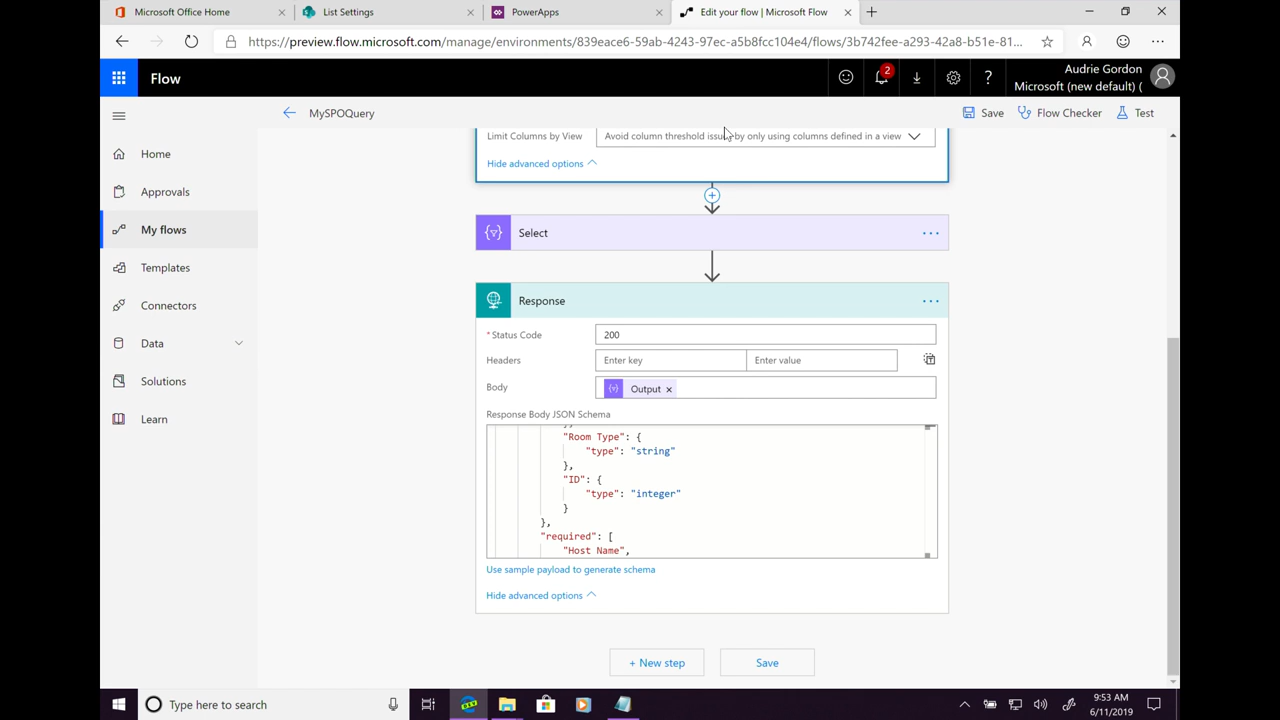 Microsoft Office Home
List Settings
PowerApps
Edit your flow | Microsoft Flow
https://preview.flow.microsoft.com/manage/environments/839eace6-59ab-4243-97ec-a5b8fcc104e4/flows/3b742fee-a293-42a8-b51e-81...
Flow
2
?
Audrie Gordon
Microsoft (new default) (
MySPOQuery
Save
Flow Checker
Test
Home
Approvals
My flows
Templates
Connectors
Data
Solutions
Learn
Limit Columns by View
Avoid column threshold issues by only using columns defined in a view
Hide advanced options
Select
...
Response
...
* Status Code
200
Headers
Enter key
Enter value
Body
Output ×
Response Body JSON Schema
},
"Room Type": {
"type": "string"
},
"ID": {
"type": "integer"
}
},
"required": [
"Host Name",
Use sample payload to generate schema
Hide advanced options
+ New step
Save
Type here to search
9:53 AM
6/11/2019